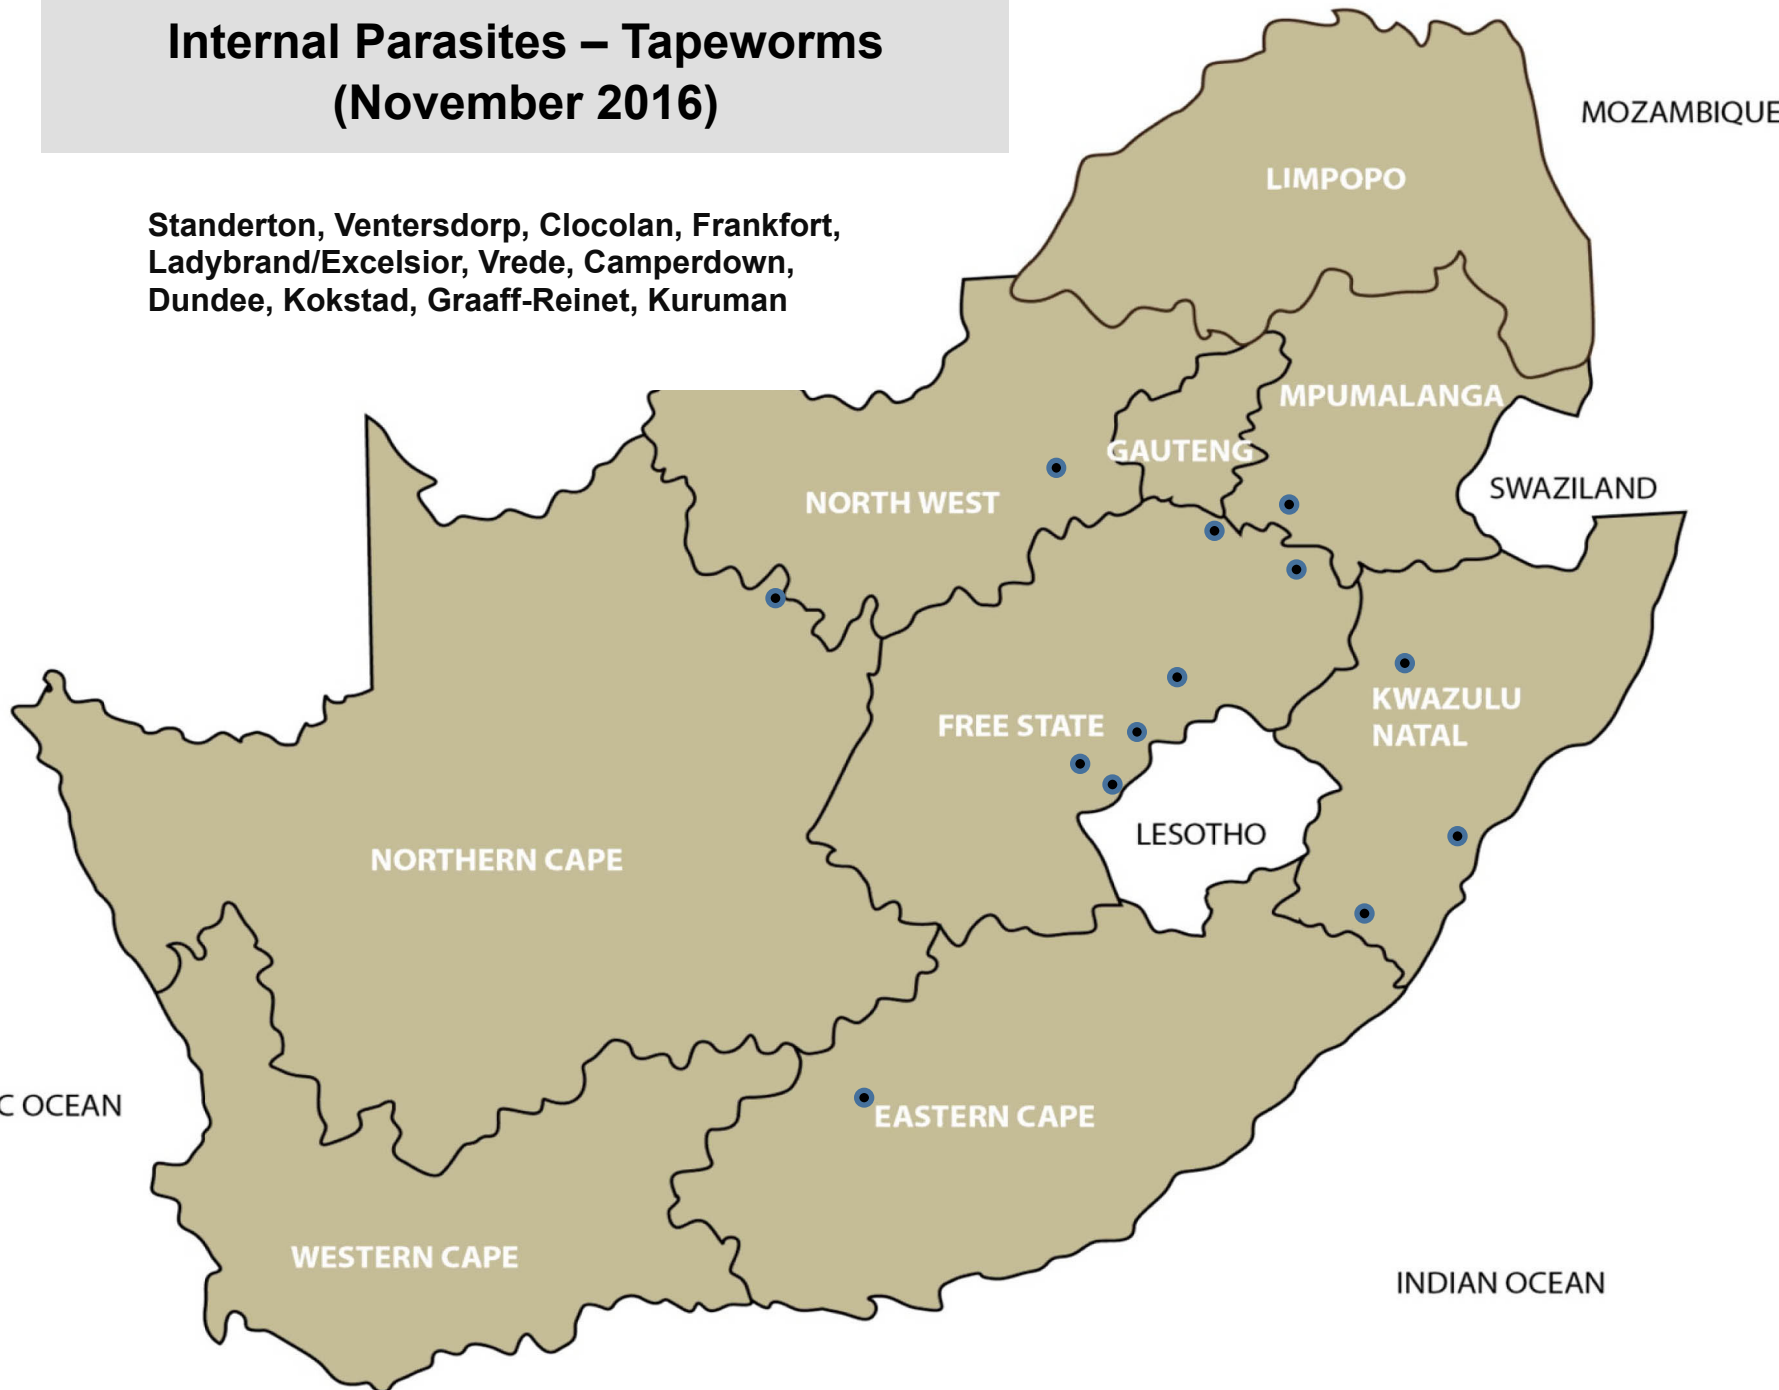 Internal Parasites – Tapeworms
(November 2016)
Standerton, Ventersdorp, Clocolan, Frankfort,
Ladybrand/Excelsior, Vrede, Camperdown,
Dundee, Kokstad, Graaff-Reinet, Kuruman
MOZAMBIQUE
LIMPOPO
MPUMALANGA
GAUTENG
SWAZILAND
NORTH WEST
KWAZULU
NATAL
FREE STATE
LESOTHO
NORTHERN CAPE
C OCEAN
EASTERN CAPE
WESTERN CAPE
INDIAN OCEAN